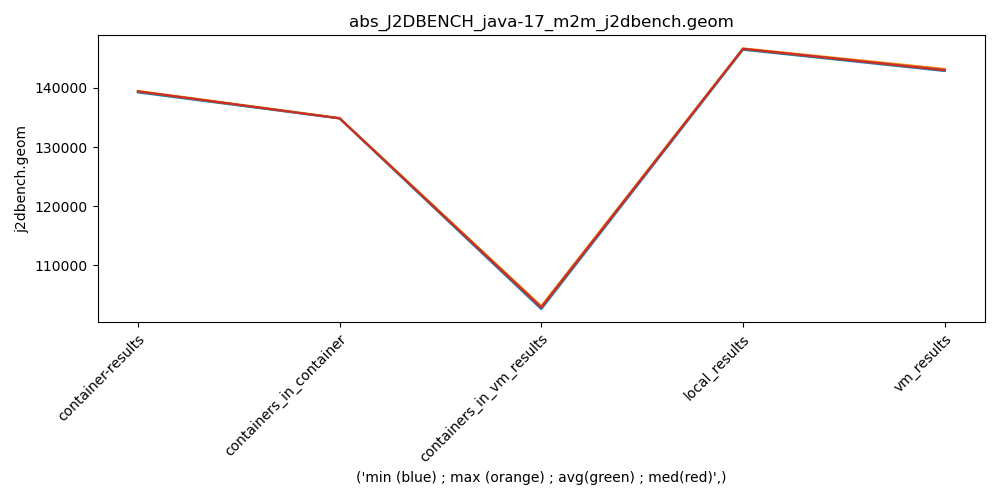 abs_J2DBENCH_java-17_m2m_j2dbench.geom
j2dbench.geom
140000
130000
120000
110000
container-results
containers_in_container
containers_in_vm_results
local_results
vm_results
('min (blue) ; max (orange) ; avg(green) ; med(red)',)